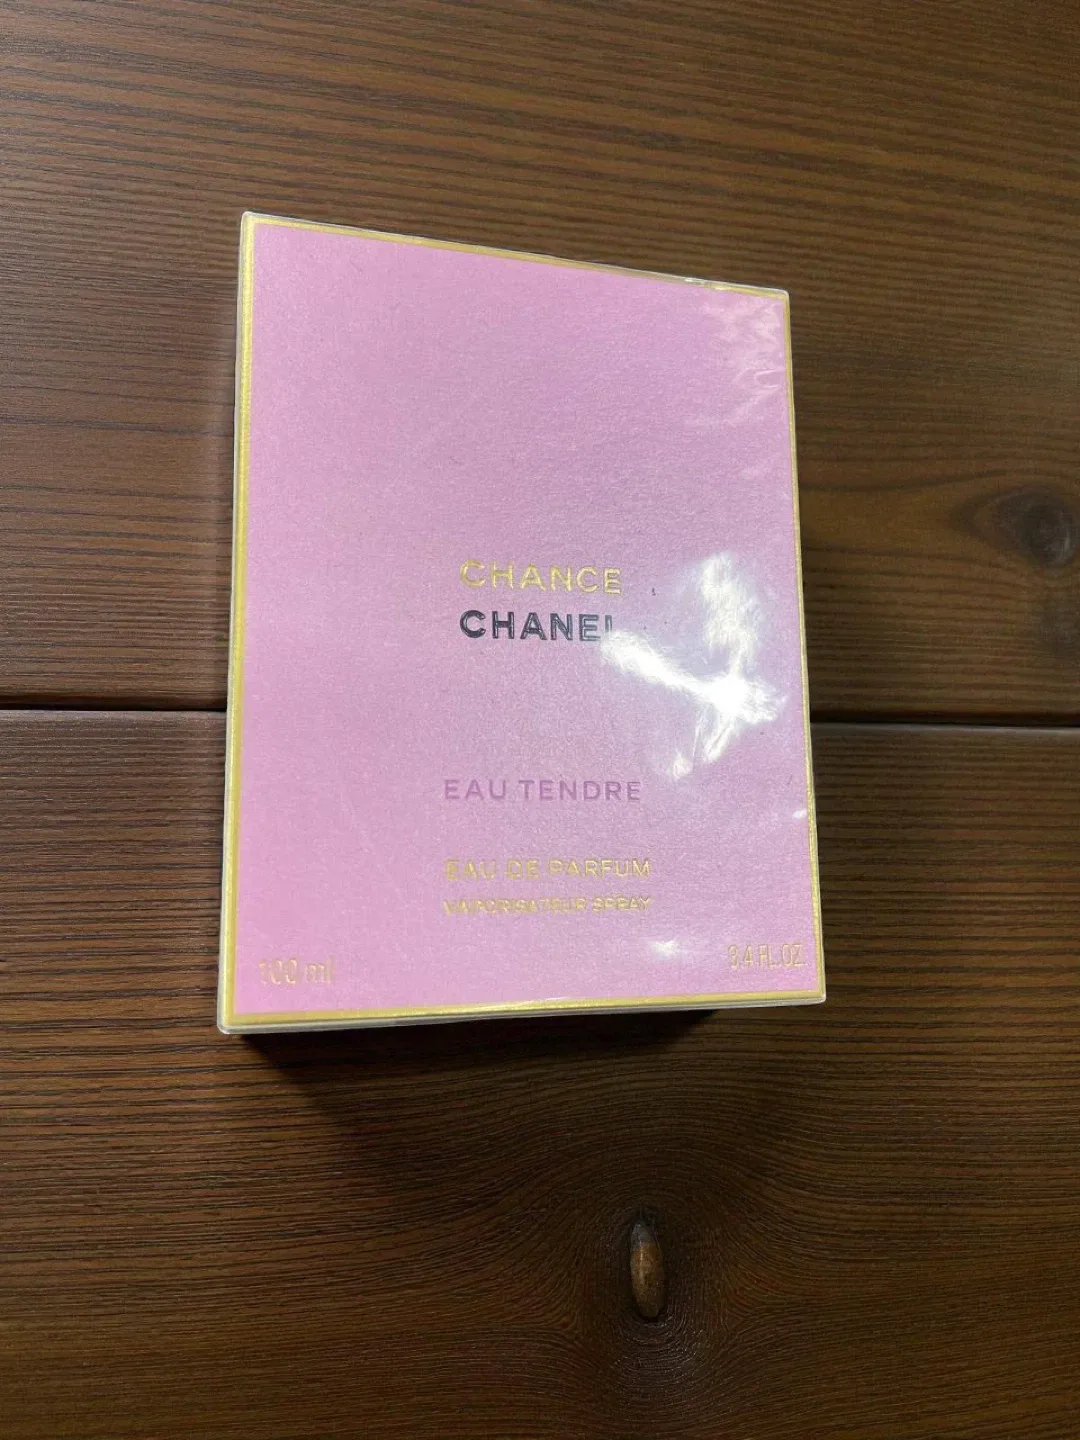 CHANCE
CHANEL
EAU TENDRE
EAU DE PARFUM
VAPORISATEUR SPRAY
100 ml
3.4 FL.OZ.